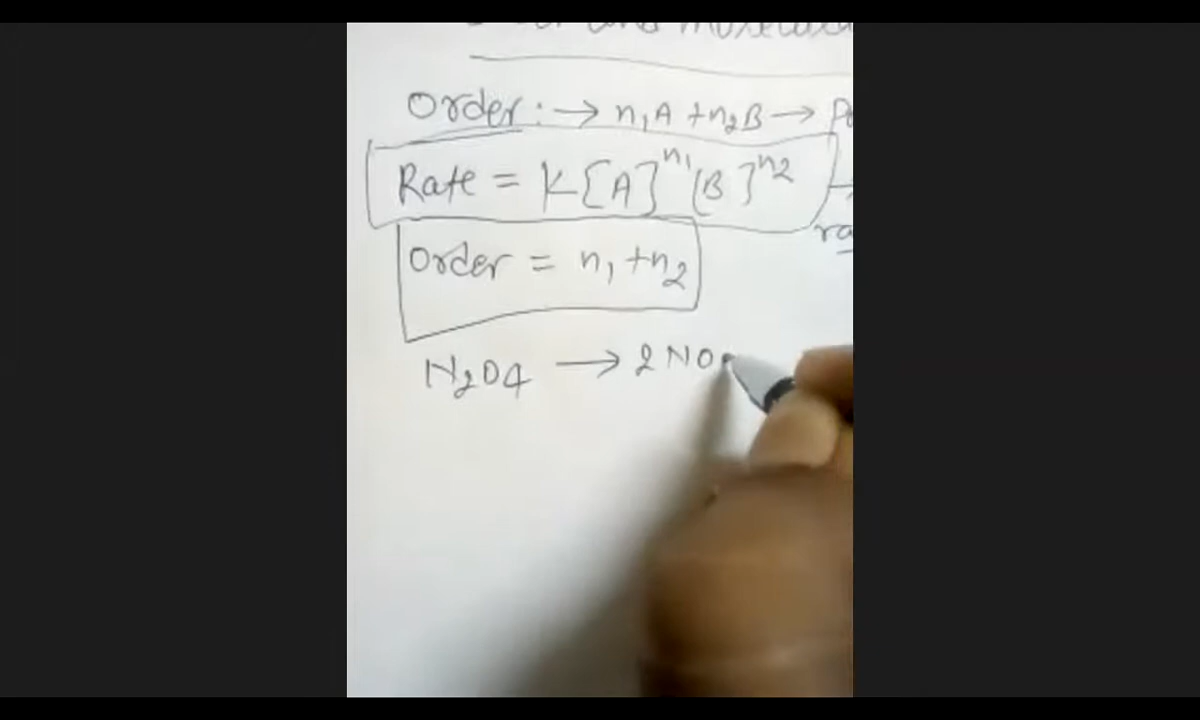 Order : → n₁A + n₂B →
Rate = K[A]^n₁ [B]^n₂
Order = n₁ + n₂
N₂O₄ → 2NO